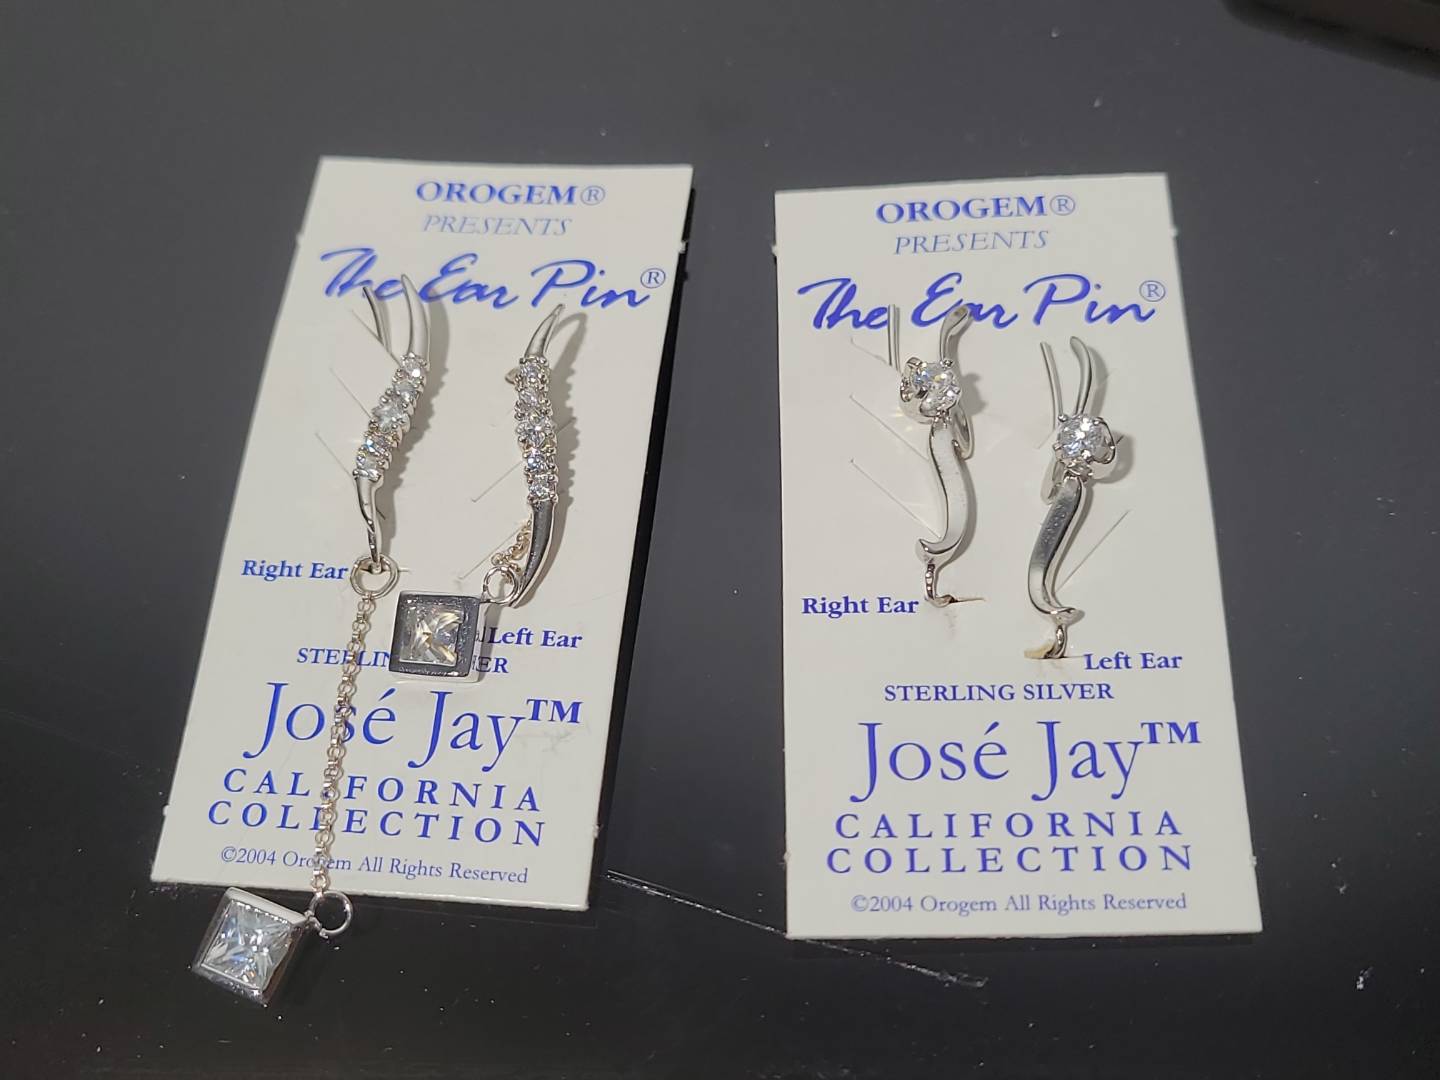 OROGEM®
PRESENTS
The Ear Pin®
Right Ear
Left Ear
STERLING SILVER
José Jay™
CALIFORNIA
COLLECTION
©2004 Orogem All Rights Reserved
OROGEM®
PRESENTS
The Ear Pin®
Right Ear
Left Ear
STERLING SILVER
José Jay™
CALIFORNIA
COLLECTION
©2004 Orogem All Rights Reserved